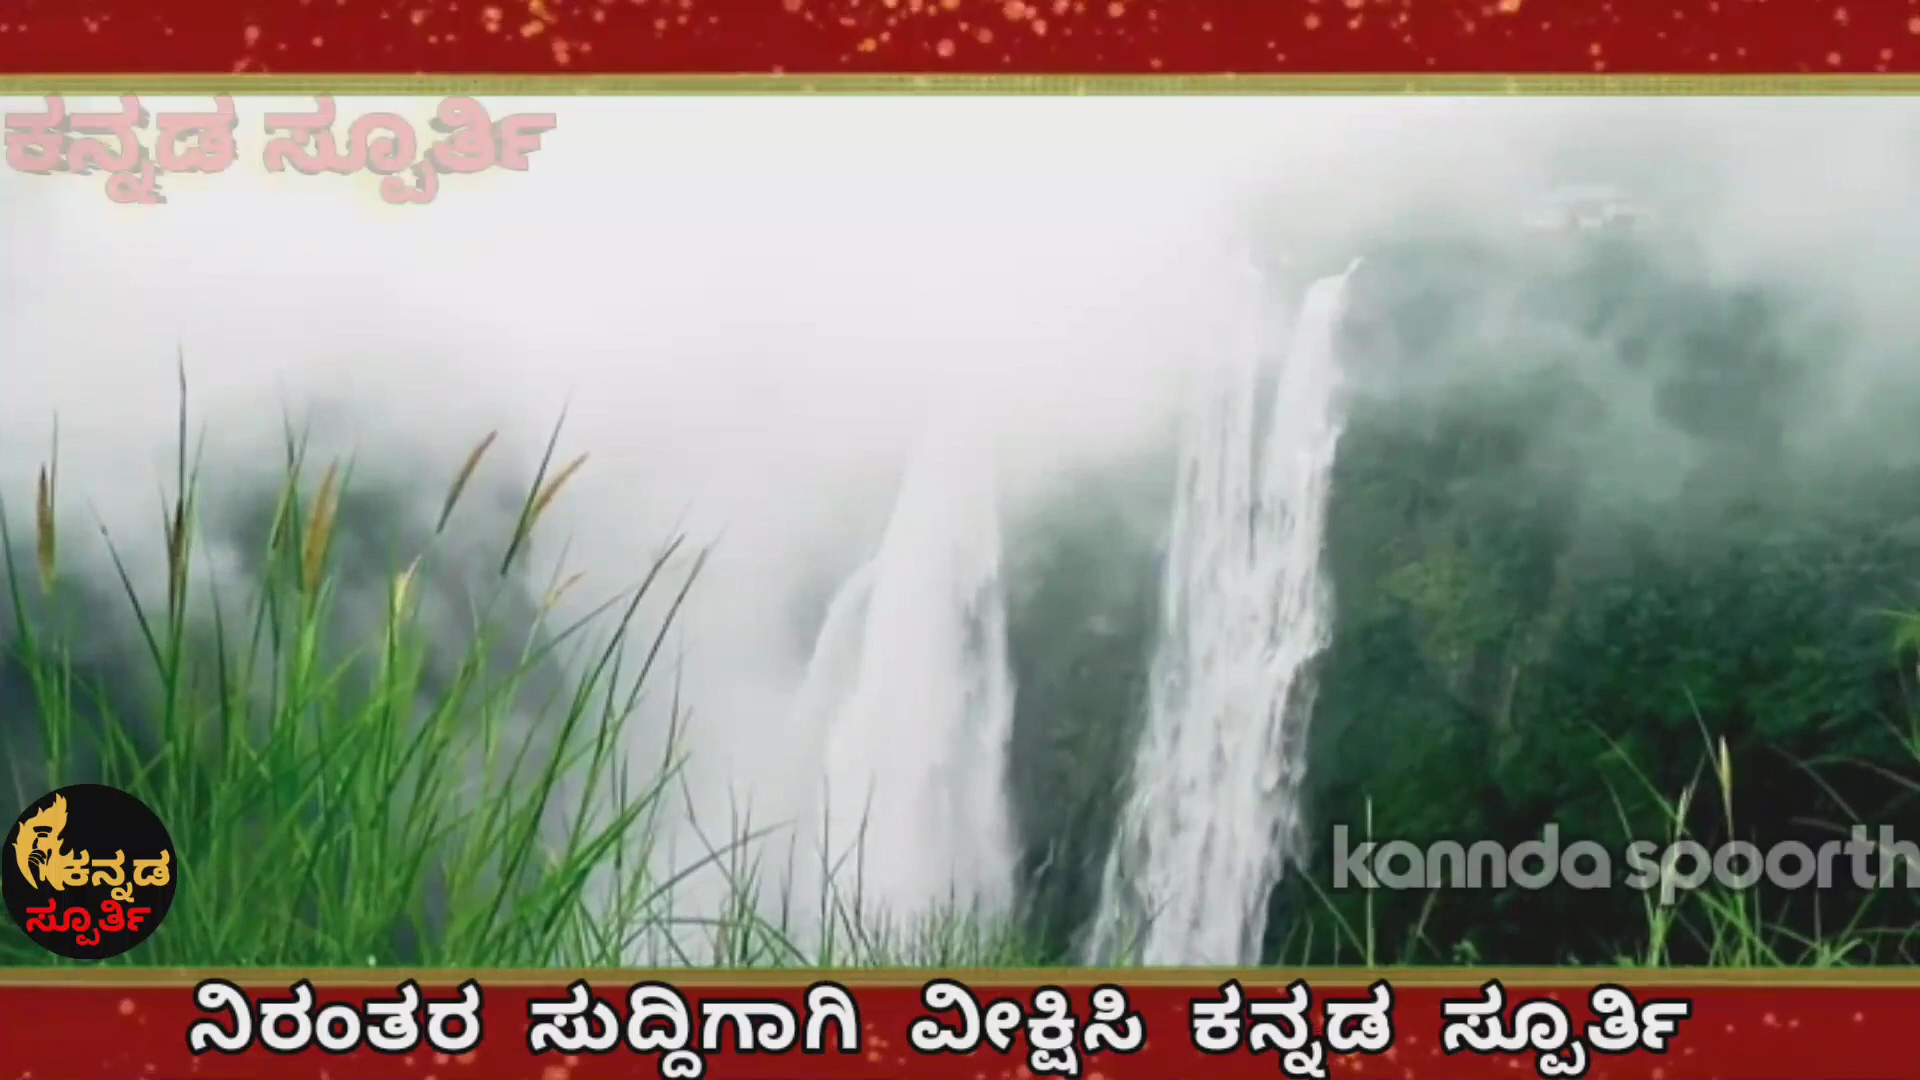 ಕನ್ನಡ ಸ್ಪೂರ್ತಿ
kannda spoorth
ಕನ್ನಡ
ಸ್ಪೂರ್ತಿ
ನಿರಂತರ ಸುದ್ದಿಗಾಗಿ ವೀಕ್ಷಿಸಿ ಕನ್ನಡ ಸ್ಪೂರ್ತಿ